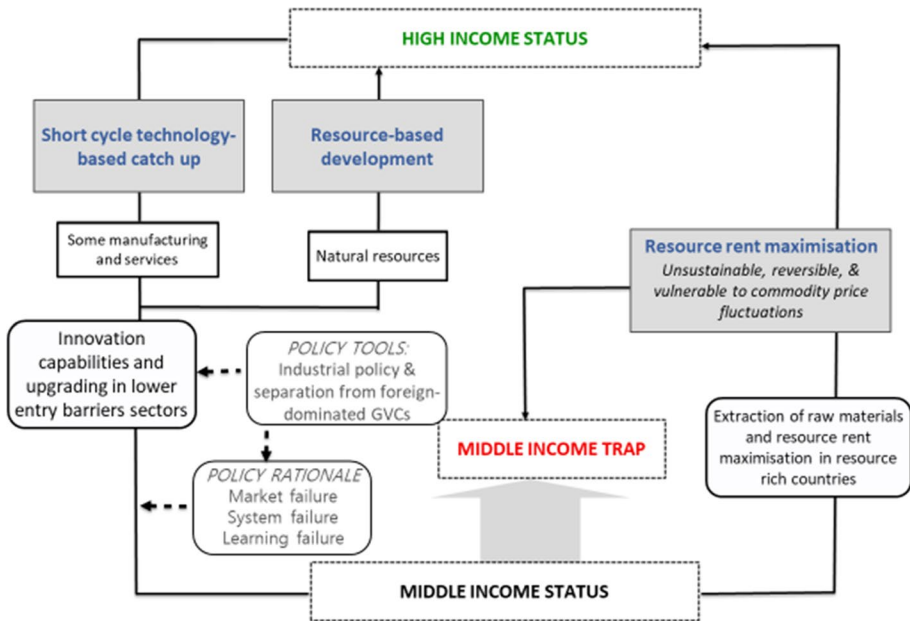 HIGH INCOME STATUS
Short cycle technology-
based catch up
Resource-based
development
Some manufacturing
and services
Natural resources
Resource rent maximisation
Unsustainable, reversible, &
vulnerable to commodity price
fluctuations
Innovation
capabilities and
upgrading in lower
entry barriers sectors
POLICY TOOLS:
Industrial policy &
separation from foreign-
dominated GVCs
POLICY RATIONALE
Market failure
System failure
Learning failure
MIDDLE INCOME TRAP
Extraction of raw materials
and resource rent
maximisation in resource
rich countries
MIDDLE INCOME STATUS